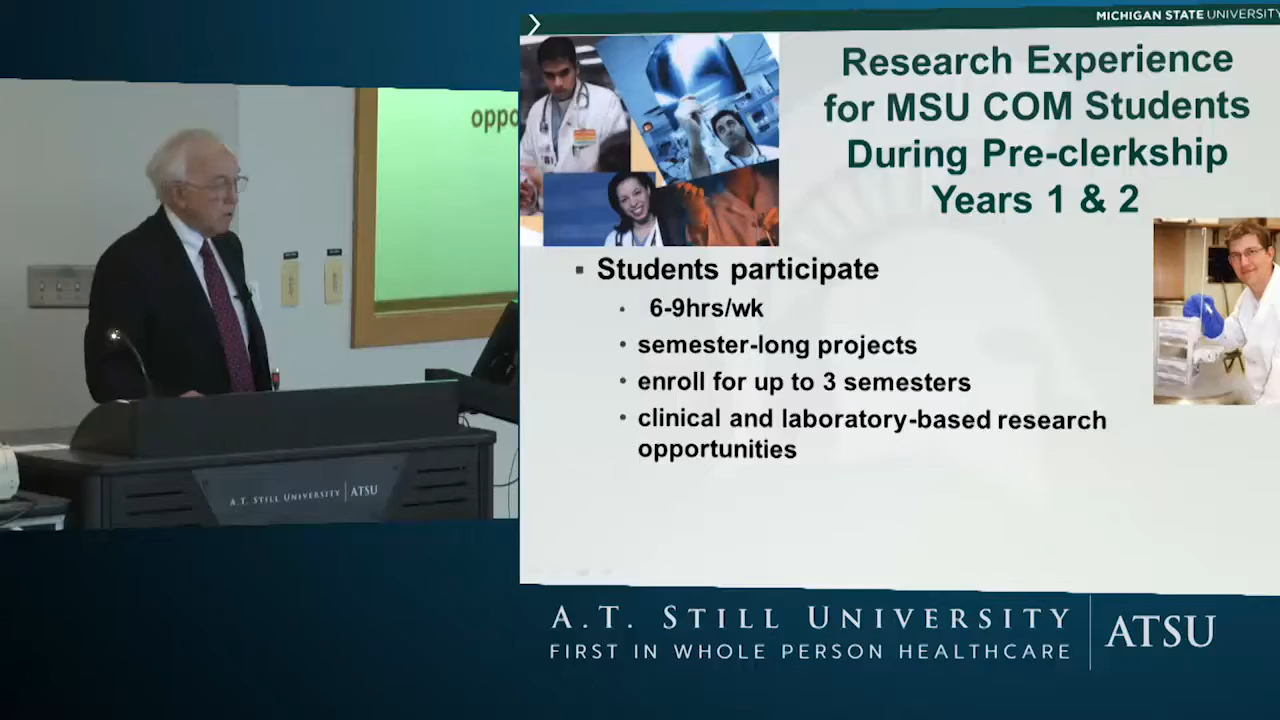 MICHIGAN STATE UNIVERSITY
Research Experience
for MSU COM Students
During Pre-clerkship
Years 1 & 2
oppo
▪ Students participate
• 6-9hrs/wk
• semester-long projects
• enroll for up to 3 semesters
• clinical and laboratory-based research
opportunities
A.T. STILL UNIVERSITY | ATSU
A.T. STILL UNIVERSITY
FIRST IN WHOLE PERSON HEALTHCARE
ATSU